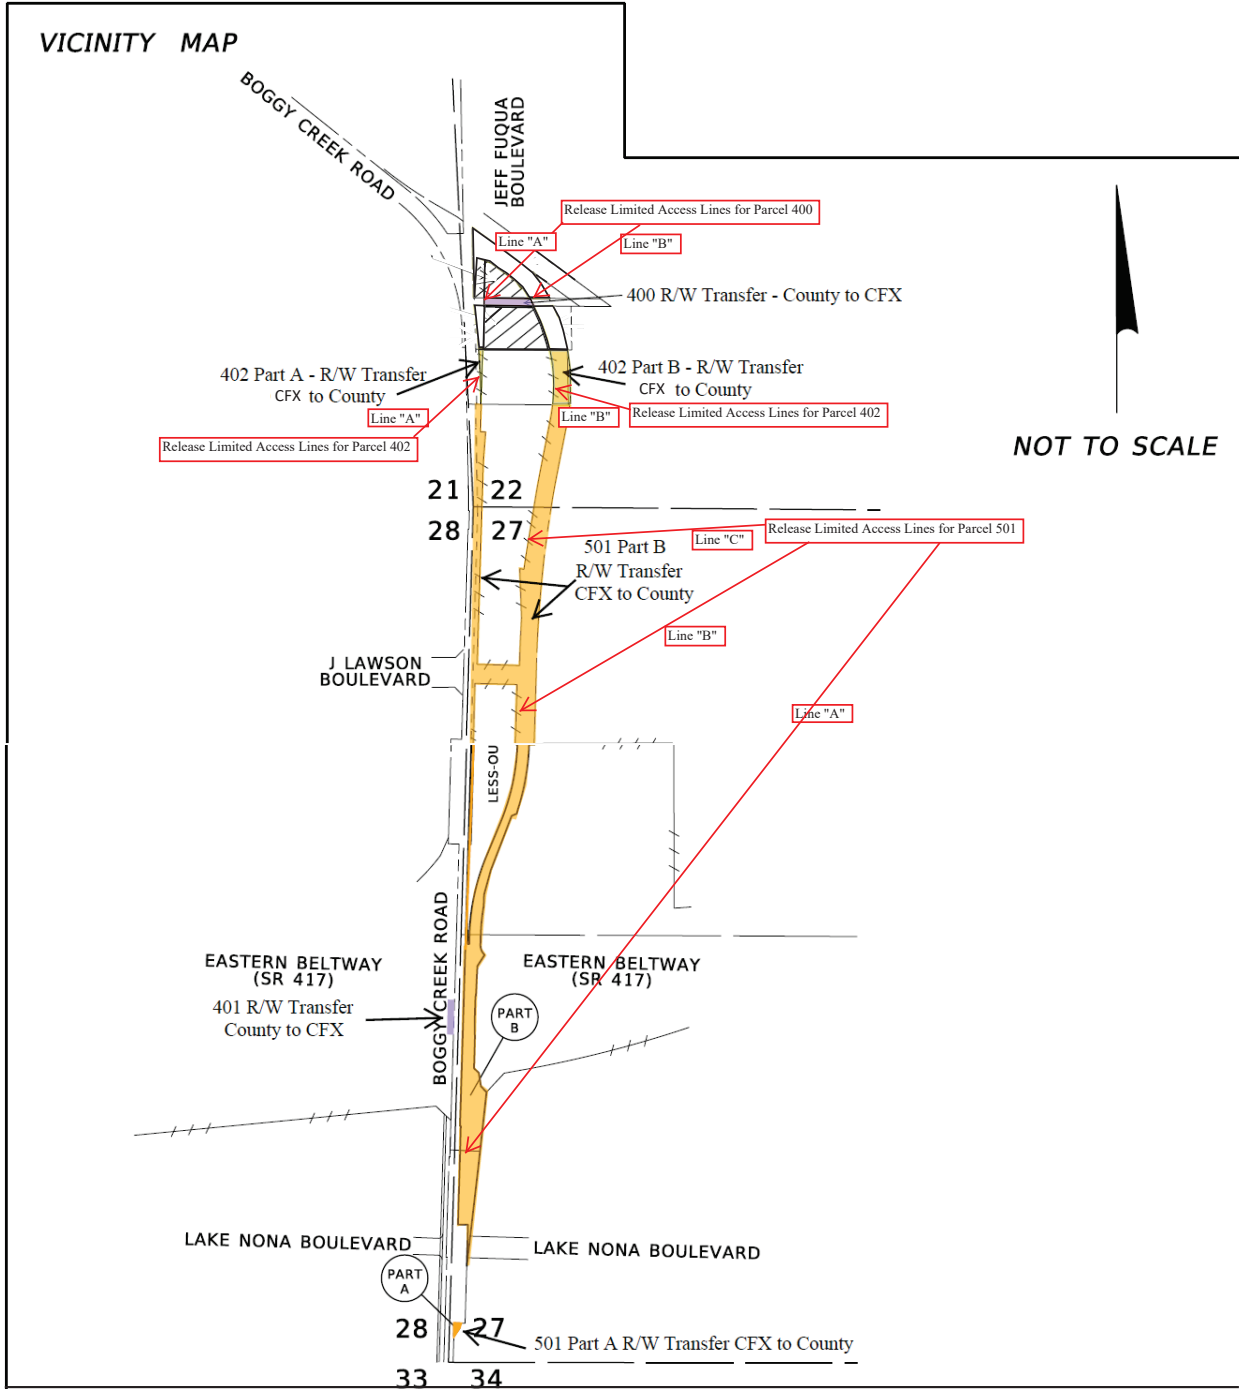 VICINITY MAP
BOGGY CREEK ROAD
JEFF FUQUA
BOULEVARD
Release Limited Access Lines for Parcel 400
Line "A"
Line "B"
400 R/W Transfer - County to CFX
402 Part A - R/W Transfer
CFX to County
402 Part B - R/W Transfer
CFX to County
Line "A"
Line "B"
Release Limited Access Lines for Parcel 402
Release Limited Access Lines for Parcel 402
NOT TO SCALE
21 22
28 27
Release Limited Access Lines for Parcel 501
Line "C"
501 Part B
R/W Transfer
CFX to County
Line "B"
J LAWSON
BOULEVARD
Line "A"
LESS-OU
BOGGY CREEK ROAD
EASTERN BELTWAY
(SR 417)
EASTERN BELTWAY
(SR 417)
401 R/W Transfer
County to CFX
PART
B
LAKE NONA BOULEVARD
LAKE NONA BOULEVARD
PART
A
28 27
501 Part A R/W Transfer CFX to County
33 34